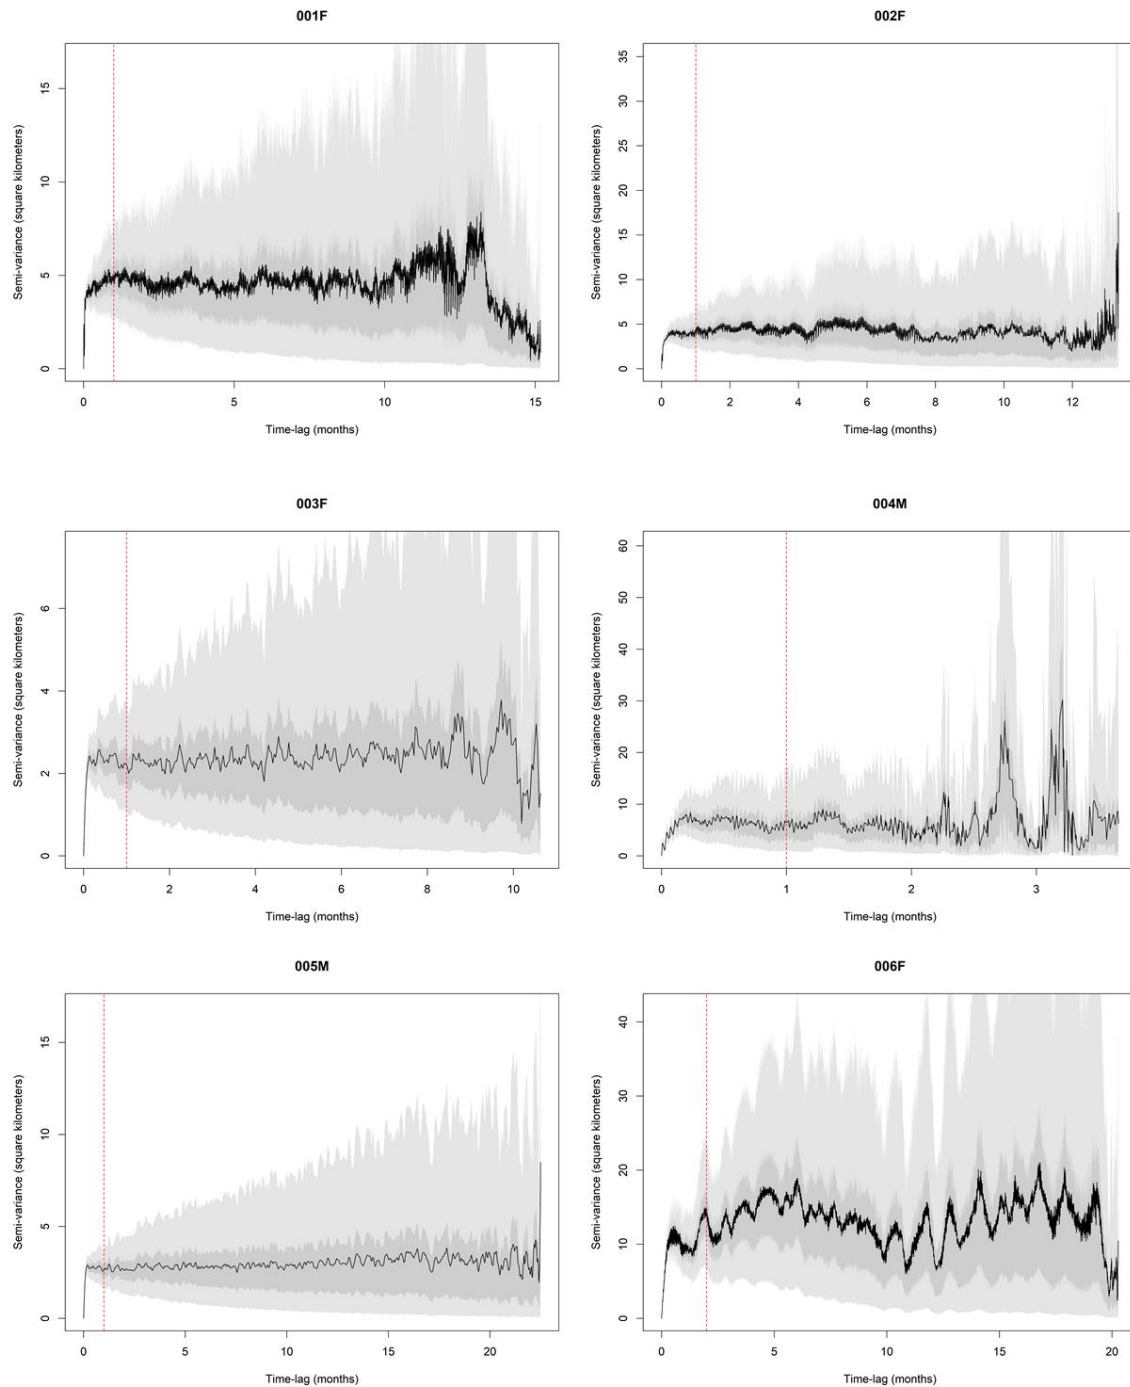 001F
002F
Semi-variance (square kilometers)
15
10
5
0
0 5 10 15
Time-lag (months)
Semi-variance (square kilometers)
35
30
25
20
15
10
5
0
0 2 4 6 8 10 12
Time-lag (months)
003F
004M
Semi-variance (square kilometers)
6
4
2
0
0 2 4 6 8 10
Time-lag (months)
Semi-variance (square kilometers)
60
50
40
30
20
10
0
0 1 2 3
Time-lag (months)
005M
006F
Semi-variance (square kilometers)
15
10
5
0
0 5 10 15 20
Time-lag (months)
Semi-variance (square kilometers)
40
30
20
10
0
0 5 10 15 20
Time-lag (months)